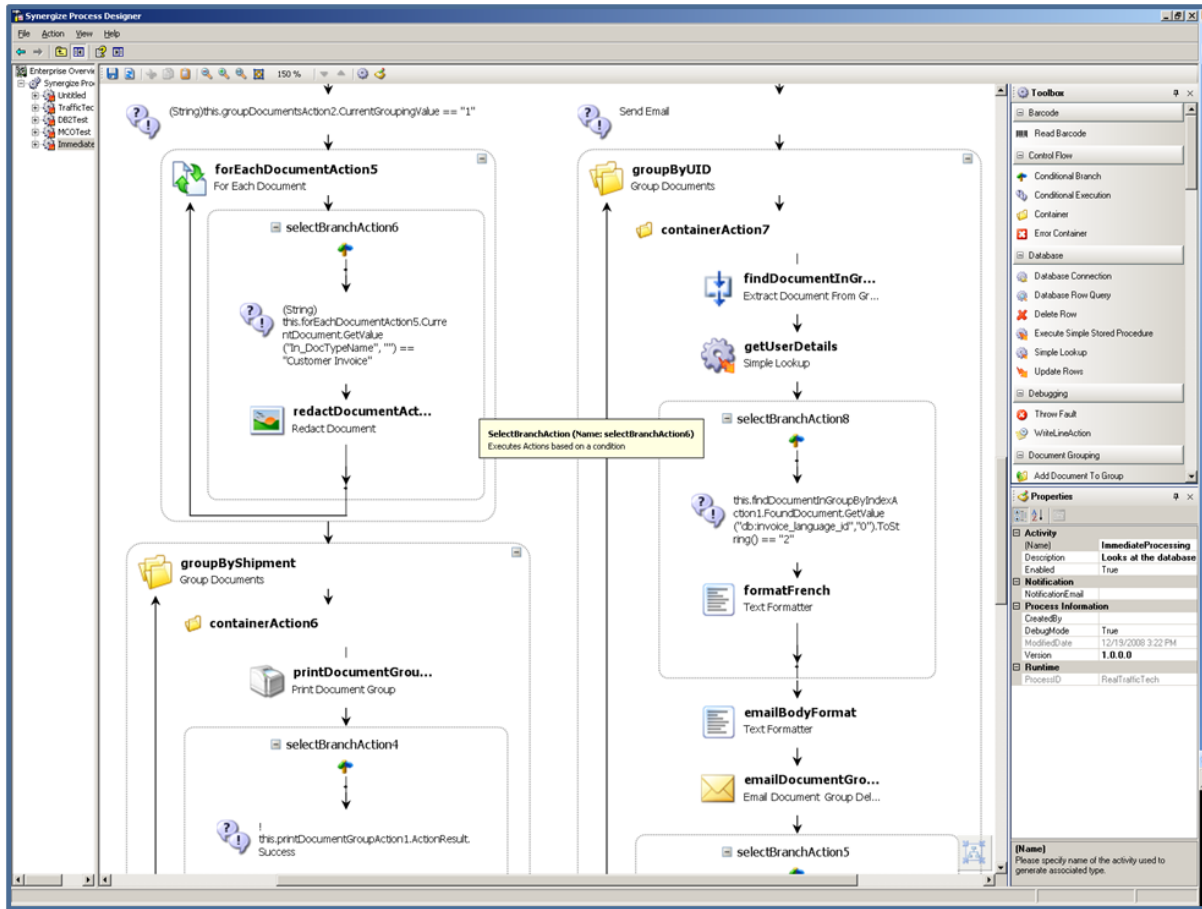 Synergize Process Designer
File Action View Help
150 %
Enterprise Overvie
Synergize Pro
Untitled
TrafficTec
DB2Test
MCOTest
Immediate
(String)this.groupDocumentsAction2.CurrentGroupingValue == "1"
forEachDocumentAction5
For Each Document
selectBranchAction6
(String)
this.forEachDocumentAction5.Curre
ntDocument.GetValue
("In_DocTypeName", "") ==
"Customer Invoice"
redactDocumentAct...
Redact Document
groupByShipment
Group Documents
containerAction6
printDocumentGrou...
Print Document Group
selectBranchAction4
!
this.printDocumentGroupAction1.ActionResult.
Success
SelectBranchAction (Name: selectBranchAction6)
Executes Actions based on a condition
Send Email
groupByUID
Group Documents
containerAction7
findDocumentInGr...
Extract Document From Gr...
getUserDetails
Simple Lookup
selectBranchAction8
this.findDocumentInGroupByIndexA
ction1.FoundDocument.GetValue
("db:invoice_language_id","0").ToSt
ring() == "2"
formatFrench
Text Formatter
emailBodyFormat
Text Formatter
emailDocumentGro...
Email Document Group Del...
selectBranchAction5
Toolbox
Barcode
Read Barcode
Control Flow
Conditional Branch
Conditional Execution
Container
Error Container
Database
Database Connection
Database Row Query
Delete Row
Execute Simple Stored Procedure
Simple Lookup
Update Rows
Debugging
Throw Fault
WriteLineAction
Document Grouping
Add Document To Group
Properties
Activity
(Name) ImmediateProcessing
Description Looks at the database
Enabled True
Notification
NotificationEmail
Process Information
CreatedBy
DebugMode True
ModifiedDate 12/19/2008 3:22 PM
Version 1.0.0.0
Runtime
ProcessID RealTrafficTech
(Name)
Please specify name of the activity used to
generate associated type.